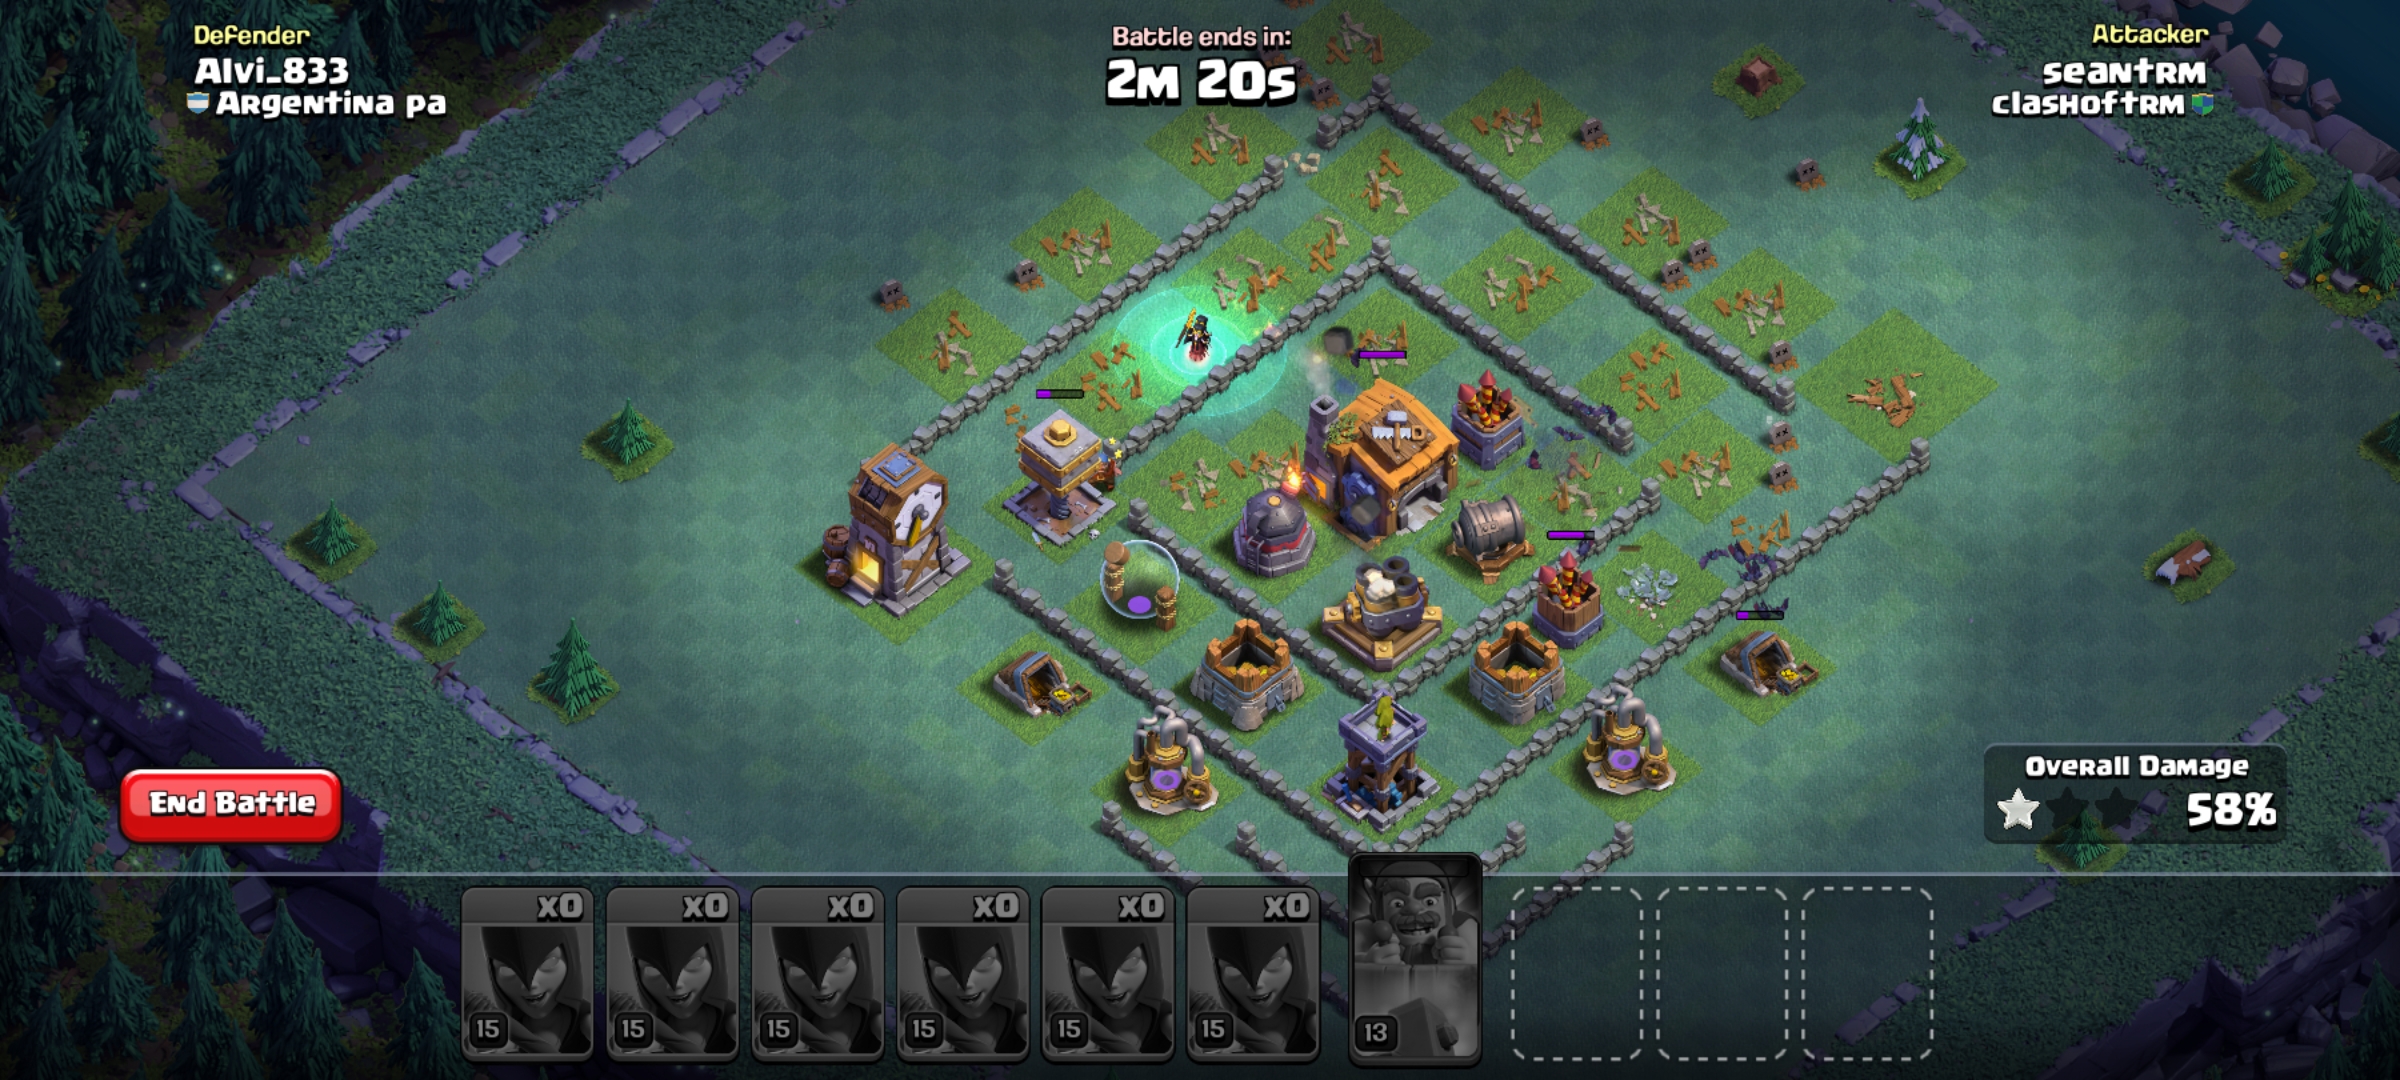 Defender
Alvi_833
Argentina pa
Battle ends in:
2M 20s
Attacker
seantrm
clashoftrm
End Battle
Overall Damage
58%
x0
x0
x0
x0
x0
x0
15
15
15
15
15
15
13